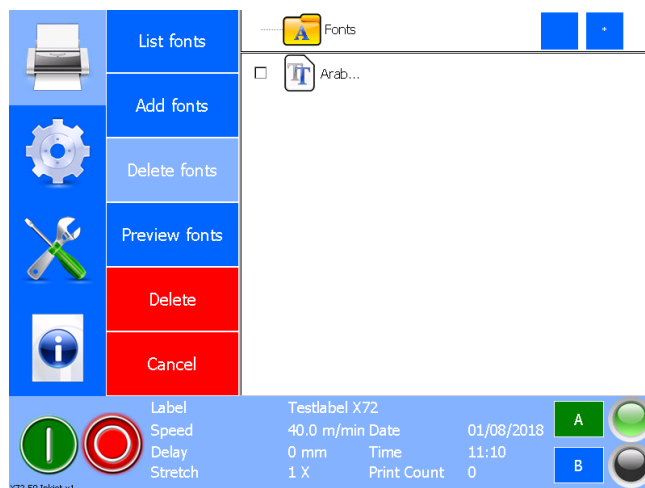 List fonts
Add fonts
Delete fonts
Preview fonts
Delete
Cancel
Fonts
*
Arab...
Label Testlabel X72
Speed 40.0 m/min Date 01/08/2018
Delay 0 mm Time 11:10
Stretch 1 X Print Count 0
A
B